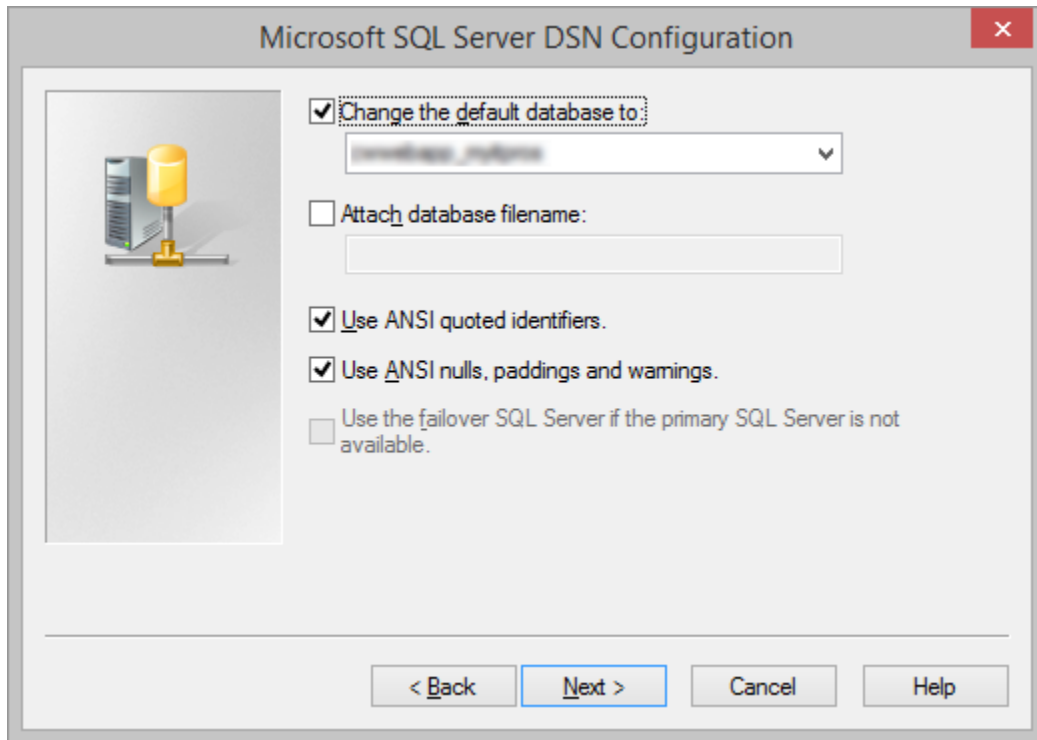 Microsoft SQL Server DSN Configuration
Change the default database to:
Attach database filename:
Use ANSI quoted identifiers.
Use ANSI nulls, paddings and warnings.
Use the failover SQL Server if the primary SQL Server is not
available.
< Back
Next >
Cancel
Help